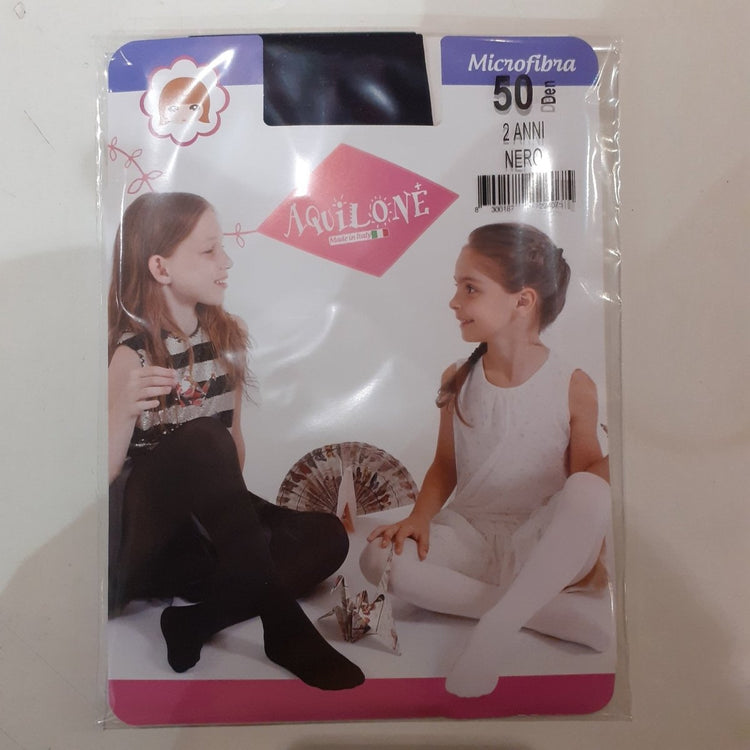 Microfibra
50 Den
2 ANNI
NERO
AQUILONE
Made in Italy